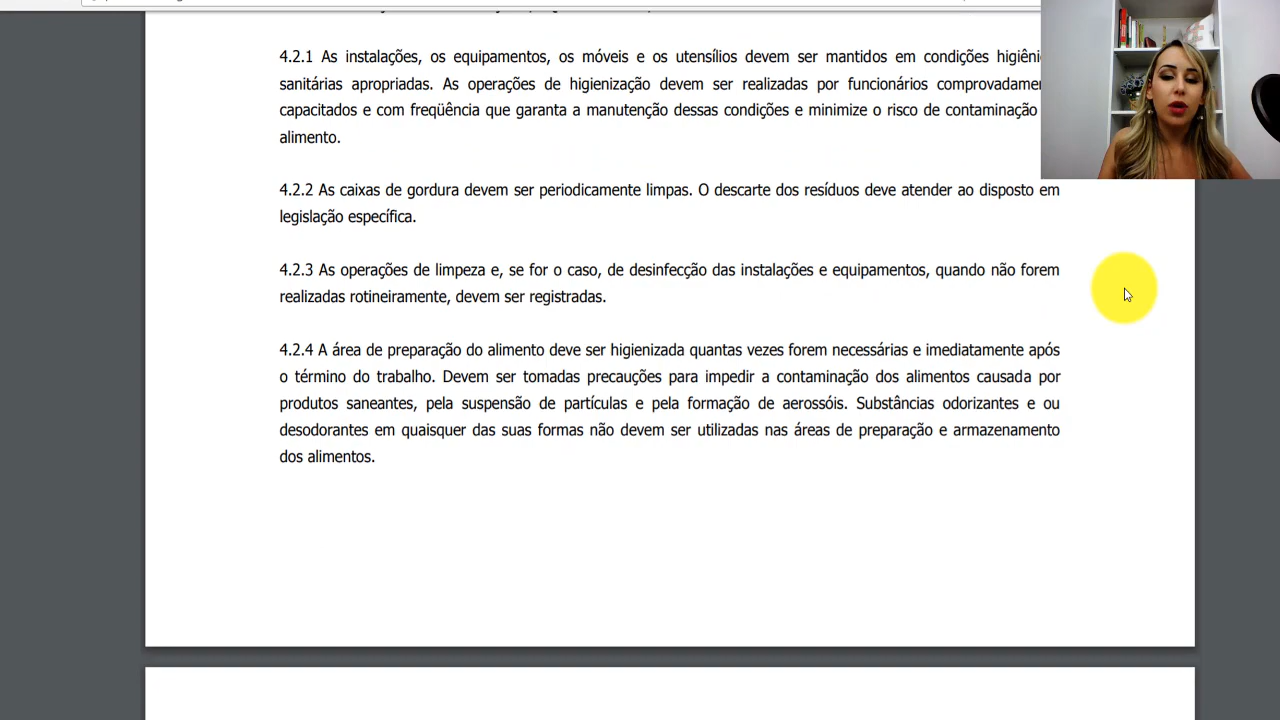 4.2.1 As instalações, os equipamentos, os móveis e os utensílios devem ser mantidos em condições
sanitárias apropriadas. As operações de higienização devem ser realizadas por funcionários
capacitados e com freqüência que garanta a manutenção dessas condições e minimize o risco de contaminação
alimento.
4.2.2 As caixas de gordura devem ser periodicamente limpas. O descarte dos resíduos deve atender ao disposto em
legislação específica.
4.2.3 As operações de limpeza e, se for o caso, de desinfecção das instalações e equipamentos, quando não forem
realizadas rotineiramente, devem ser registradas.
4.2.4 A área de preparação do alimento deve ser higienizada quantas vezes forem necessárias e imediatamente após
o término do trabalho. Devem ser tomadas precauções para impedir a contaminação dos alimentos causada por
produtos saneantes, pela suspensão de partículas e pela formação de aerossóis. Substâncias odorizantes e ou
desodorantes em quaisquer das suas formas não devem ser utilizadas nas áreas de preparação e armazenamento
dos alimentos.